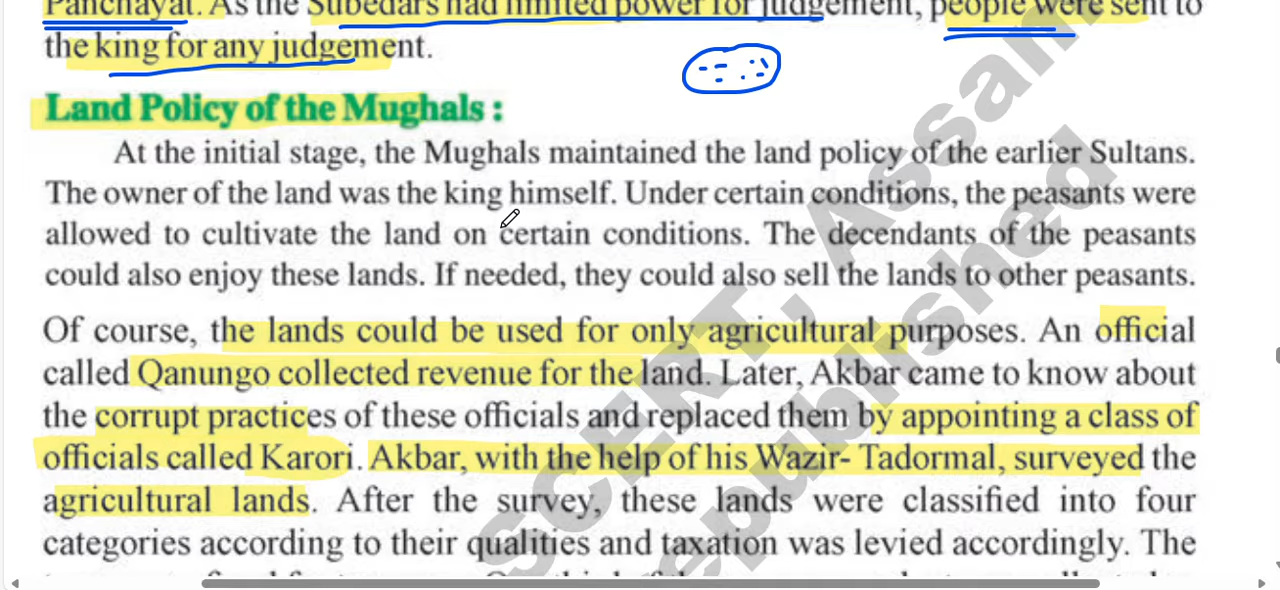 Panchayat. As the Subedars had limited power for judgement, people were sent to
the king for any judgement.
Land Policy of the Mughals :
At the initial stage, the Mughals maintained the land policy of the earlier Sultans.
The owner of the land was the king himself. Under certain conditions, the peasants were
allowed to cultivate the land on certain conditions. The decendants of the peasants
could also enjoy these lands. If needed, they could also sell the lands to other peasants.
Of course, the lands could be used for only agricultural purposes. An official
called Qanungo collected revenue for the land. Later, Akbar came to know about
the corrupt practices of these officials and replaced them by appointing a class of
officials called Karori. Akbar, with the help of his Wazir- Tadormal, surveyed the
agricultural lands. After the survey, these lands were classified into four
categories according to their qualities and taxation was levied accordingly. The
SCERT, Assam
republished